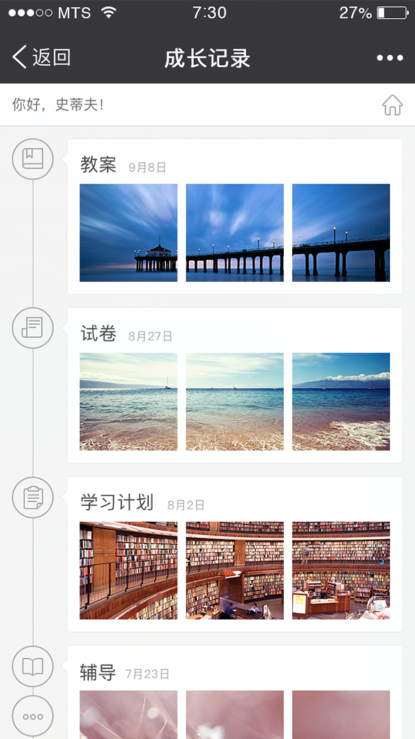 MTS 7:30 27%
返回 成长记录
你好，史蒂夫！
教案 9月8日
试卷 8月27日
学习计划 8月2日
辅导 7月23日